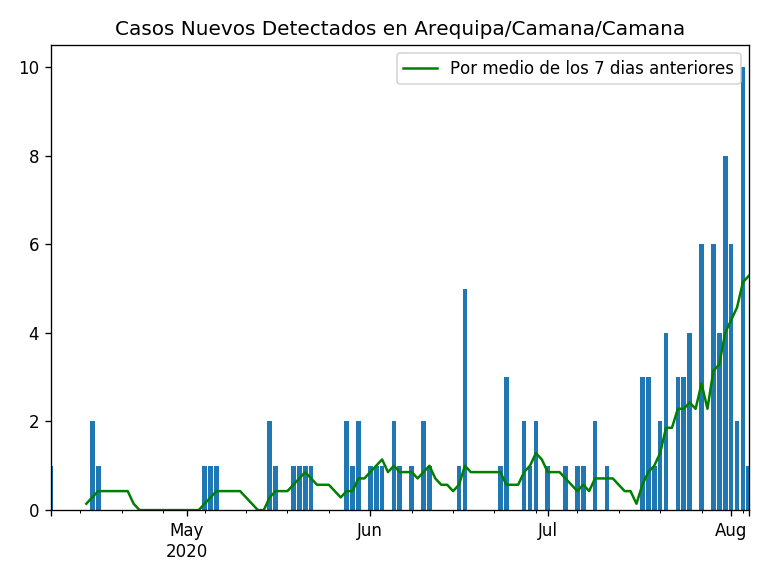 Casos Nuevos Detectados en Arequipa/Camana/Camana
Por medio de los 7 dias anteriores
10
8
6
4
2
0
May
2020
Jun
Jul
Aug